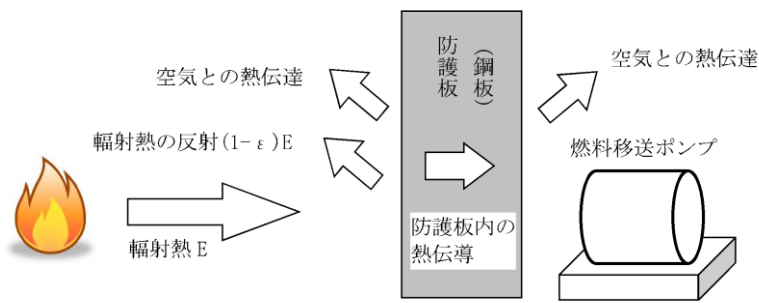 防護板
(鋼板)
空気との熱伝達
空気との熱伝達
輻射熱の反射(1-ε)E
燃料移送ポンプ
輻射熱 E
防護板内の
熱伝導